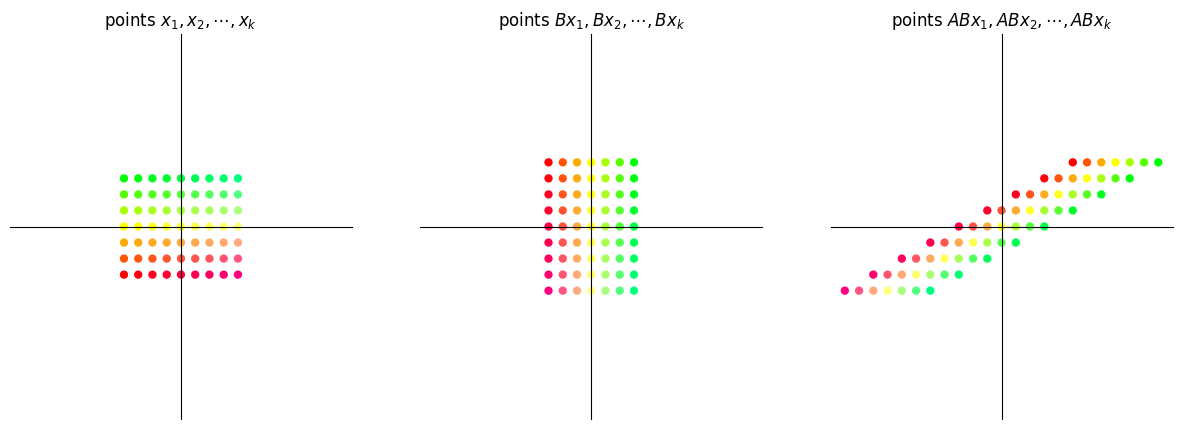 points $x_1, x_2, \cdots, x_k$
points $Bx_1, Bx_2, \cdots, Bx_k$
points $ABx_1, ABx_2, \cdots, ABx_k$